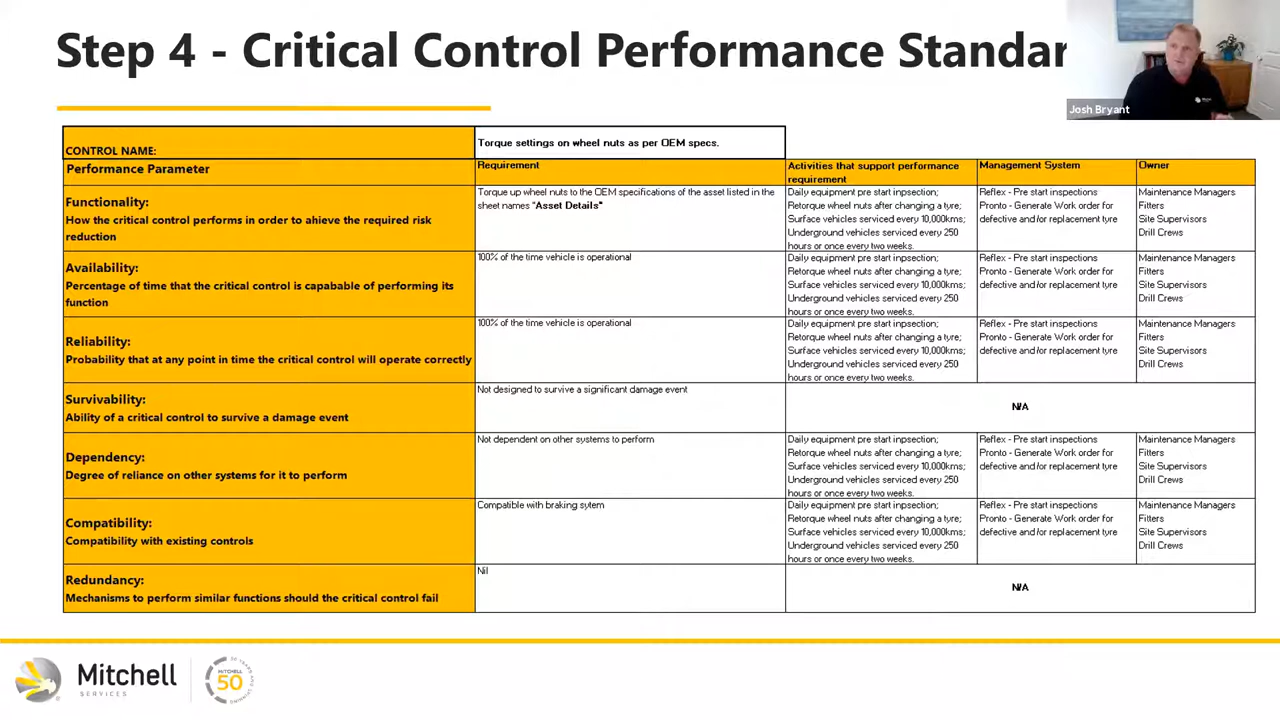 Step 4 - Critical Control Performance Standar
Josh Bryant
CONTROL NAME:
Torque settings on wheel nuts as per OEM specs.
Performance Parameter
Requirement
Activities that support performance
requirement
Management System
Owner
Functionality:
How the critical control performs in order to ahieve the required risk
reduction
Torque up wheel nuts to the OEM specifications of the asset listed in the
sheet names "Asset Details"
Daily equipment pre start inpsection;
Retorque wheel nuts after changing a tyre;
Surface vehicles serviced every 10,000kms;
Underground vehicles serviced every 250
hours or once every two weeks.
Reflex - Pre start inspections
Pronto - Generate Work order for
defective and/or replacement tyre
Maintenance Managers
Fitters
Site Supervisors
Drill Crews
Availability:
Percentage of time that the critical control is capabable of performing its
function
100% of the time vehicle is operational
Daily equipment pre start inpsection;
Retorque wheel nuts after changing a tyre;
Surface vehicles serviced every 10,000kms;
Underground vehicles serviced every 250
hours or once every two weeks.
Reflex - Pre start inspections
Pronto - Generate Work order for
defective and/or replacement tyre
Maintenance Managers
Fitters
Site Supervisors
Drill Crews
Reliability:
Probability that at any point in time the critical control will operate correctly
100% of the time vehicle is operational
Daily equipment pre start inpsection;
Retorque wheel nuts after changing a tyre;
Surface vehicles serviced every 10,000kms;
Underground vehicles serviced every 250
hours or once every two weeks.
Reflex - Pre start inspections
Pronto - Generate Work order for
defective and/or replacement tyre
Maintenance Managers
Fitters
Site Supervisors
Drill Crews
Survivability:
Ability of a critical control to survive a damage event
Not designed to survive a significant damage event
N/A
Dependency:
Degree of reliance on other systems for it to perform
Not dependent on other systems to perform
Daily equipment pre start inpsection;
Retorque wheel nuts after changing a tyre;
Surface vehicles serviced every 10,000kms;
Underground vehicles serviced every 250
hours or once every two weeks.
Reflex - Pre start inspections
Pronto - Generate Work order for
defective and/or replacement tyre
Maintenance Managers
Fitters
Site Supervisors
Drill Crews
Compatibility:
Compatibility with existing controls
Compatible with braking sytem
Daily equipment pre start inpsection;
Retorque wheel nuts after changing a tyre;
Surface vehicles serviced every 10,000kms;
Underground vehicles serviced every 250
hours or once every two weeks.
Reflex - Pre start inspections
Pronto - Generate Work order for
defective and/or replacement tyre
Maintenance Managers
Fitters
Site Supervisors
Drill Crews
Redundancy:
Mechanisms to perform similar functions should the critical control fail
Nil
N/A
Mitchell
SERVICES
MITCHELL
50